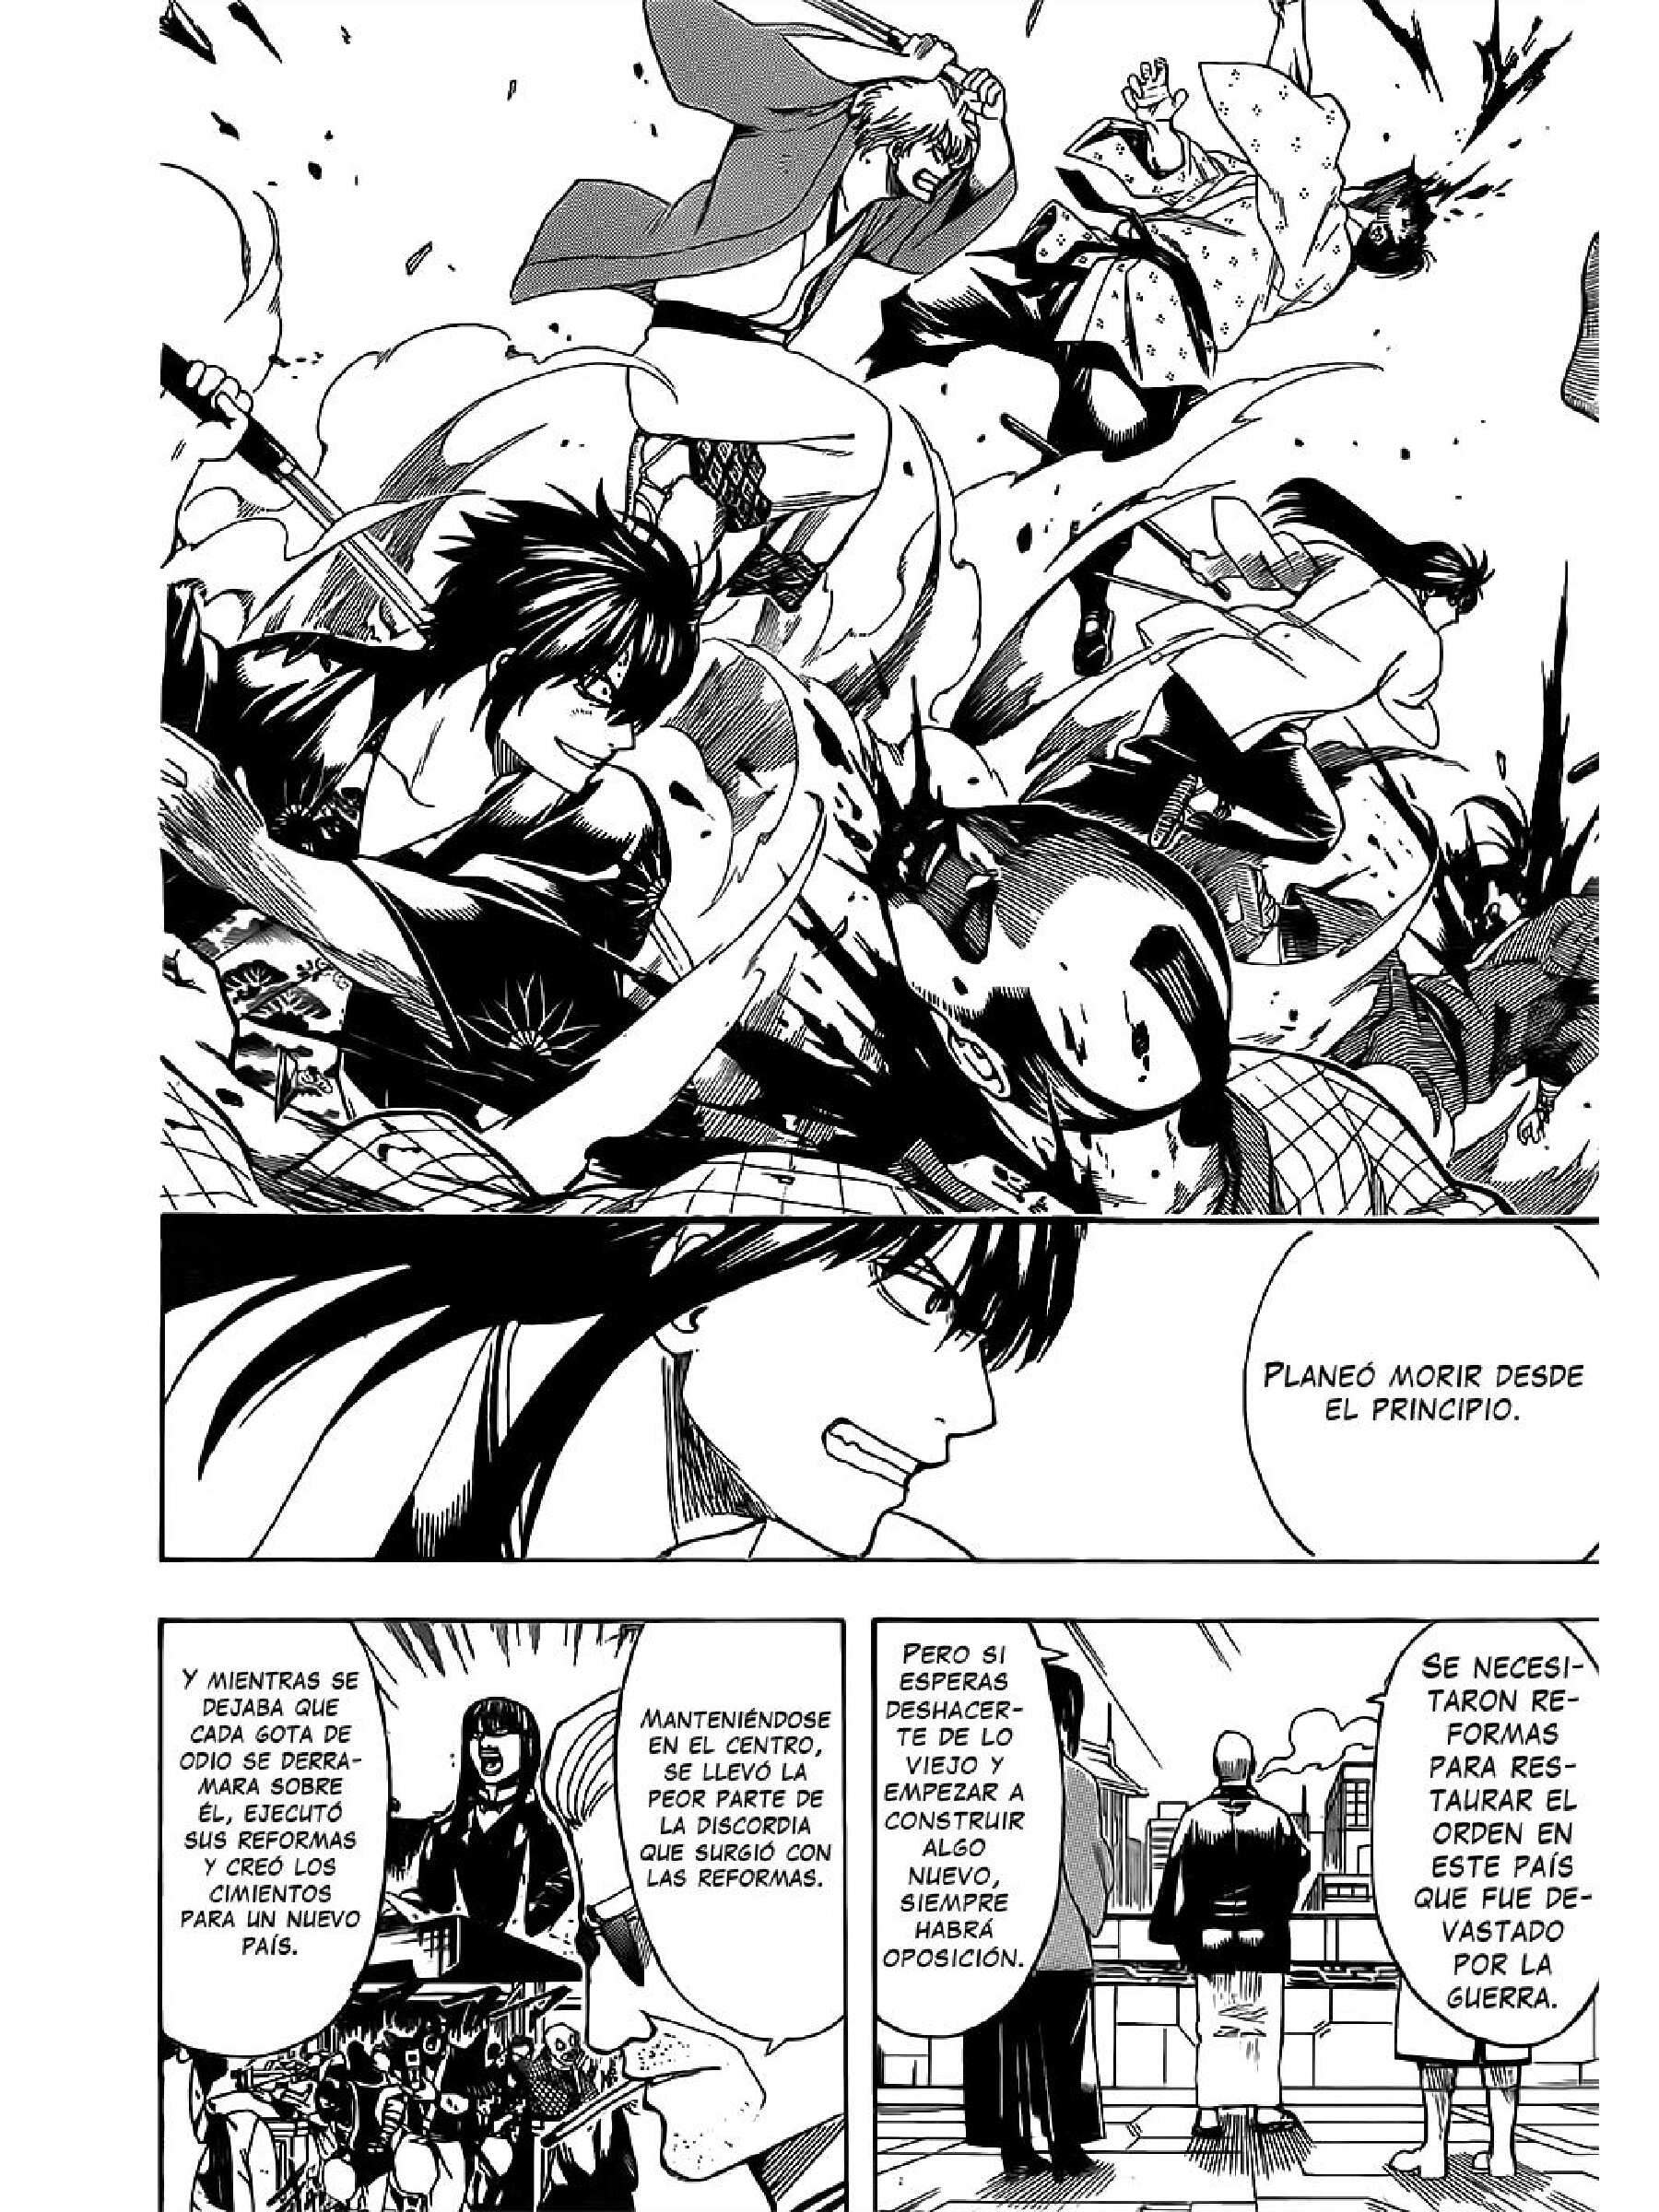 PLANEÓ MORIR DESDE
EL PRINCIPIO.
SE NECESI-
TARON RE-
FORMAS
PARA RES-
TAURAR EL
ORDEN EN
ESTE PAÍS
QUE FUE DE-
VASTADO
POR LA
GUERRA.
PERO SI
ESPERAS
DESHACER-
TE DE LO
VIEJO Y
EMPEZAR A
CONSTRUIR
ALGO
NUEVO,
SIEMPRE
HABRÁ
OPOSICIÓN.
MANTENIÉNDOSE
EN EL CENTRO,
SE LLEVÓ LA
PEOR PARTE DE
LA DISCORDIA
QUE SURGIÓ CON
LAS REFORMAS.
Y MIENTRAS SE
DEJABA QUE
CADA GOTA DE
ODIO SE DERRA-
MARA SOBRE
ÉL, EJECUTÓ
SUS REFORMAS
Y CREÓ LOS
CIMIENTOS
PARA UN NUEVO
PAÍS.